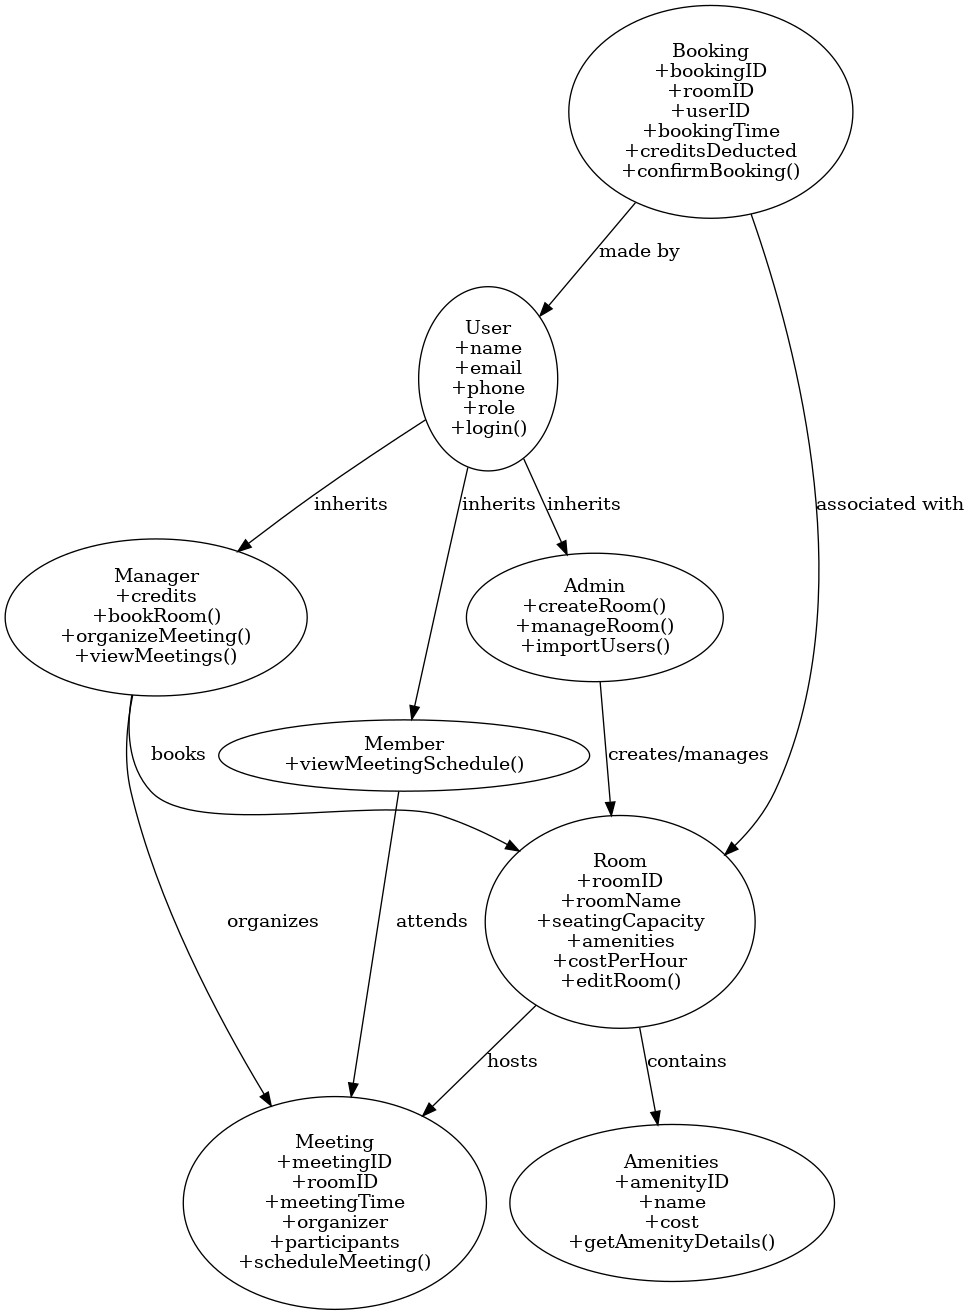 Booking
+bookingID
+roomID
+userID
+bookingTime
+creditsDeducted
+confirmBooking()
made by
User
+name
+email
+phone
+role
+login()
inherits
inherits
inherits
associated with
Manager
+credits
+bookRoom()
+organizeMeeting()
+viewMeetings()
Admin
+createRoom()
+manageRoom()
+importUsers()
Member
+viewMeetingSchedule()
books
creates/manages
Room
+roomID
+roomName
+seatingCapacity
+amenities
+costPerHour
+editRoom()
organizes
attends
hosts
contains
Meeting
+meetingID
+roomID
+meetingTime
+organizer
+participants
+scheduleMeeting()
Amenities
+amenityID
+name
+cost
+getAmenityDetails()